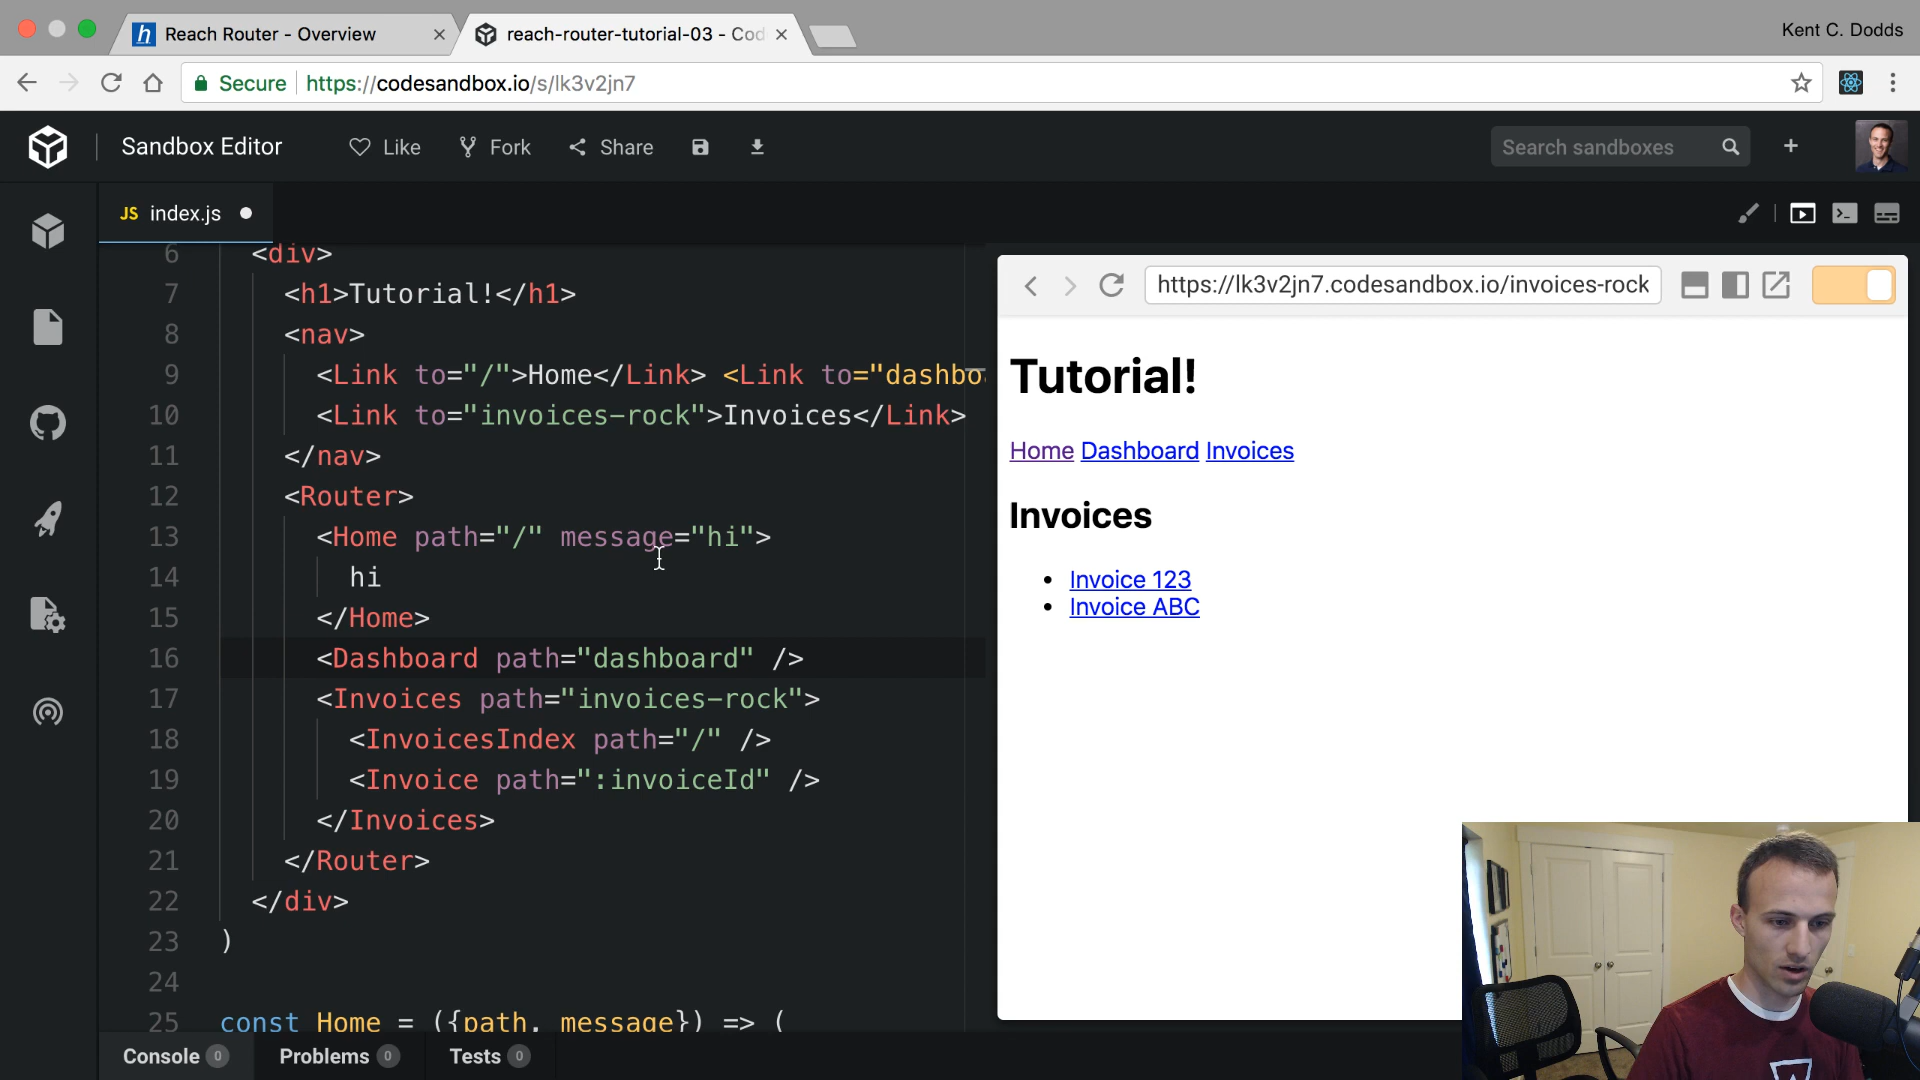 Reach Router - Overview
reach-router-tutorial-03 - Cod
Kent C. Dodds
Secure https://codesandbox.io/s/lk3v2jn7
Sandbox Editor
Like
Fork
Share
Search sandboxes
JS index.js
6 <div>
7 <h1>Tutorial!</h1>
8 <nav>
9 <Link to="/">Home</Link> <Link to="dashbo
10 <Link to="invoices-rock">Invoices</Link>
11 </nav>
12 <Router>
13 <Home path="/" message="hi">
14 hi
15 </Home>
16 <Dashboard path="dashboard" />
17 <Invoices path="invoices-rock">
18 <InvoicesIndex path="/" />
19 <Invoice path=":invoiceId" />
20 </Invoices>
21 </Router>
22 </div>
23 )
24
25 const Home = ({path, message}) => (
Console 0
Problems 0
Tests 0
https://lk3v2jn7.codesandbox.io/invoices-rock
Tutorial!
Home Dashboard Invoices
Invoices
• Invoice 123
• Invoice ABC